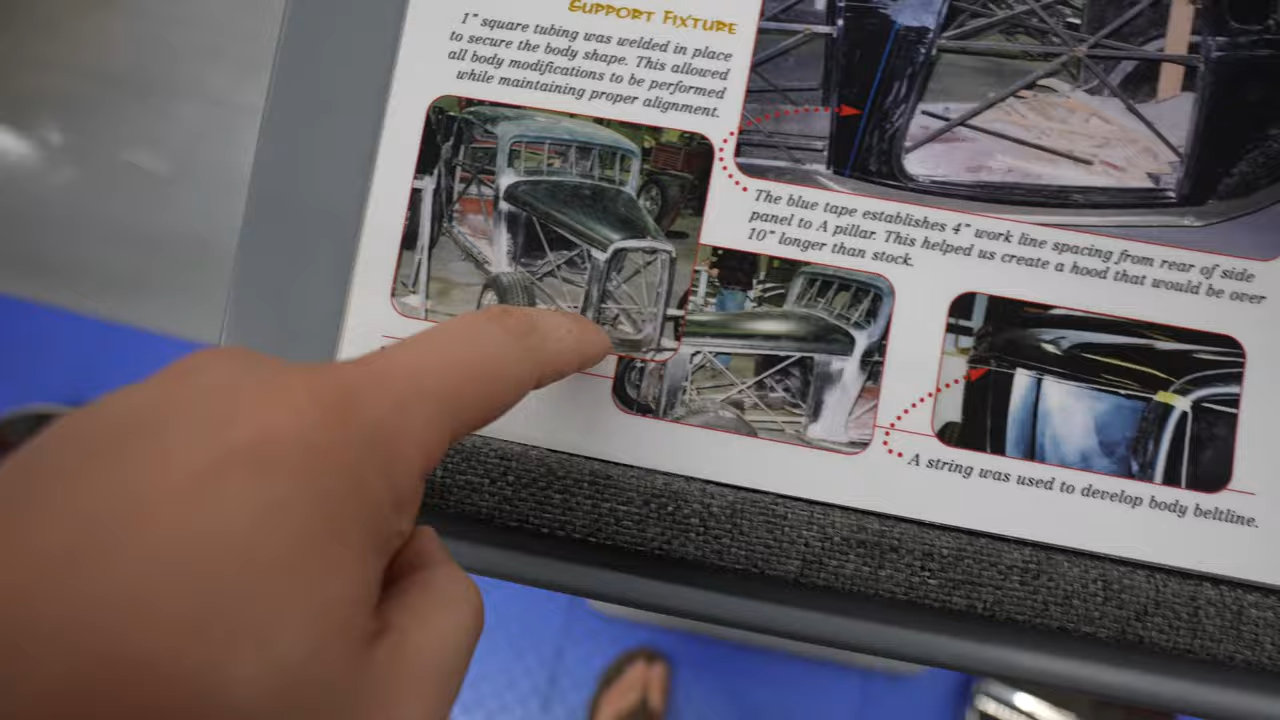 SUPPORT FIXTURE
1" square tubing was welded in place
to secure the body shape. This allowed
all body modifications to be performed
while maintaining proper alignment.
The blue tape establishes 4" work line spacing from rear of side
panel to A pillar. This helped us create a hood that would be over
10" longer than stock.
A string was used to develop body beltline.